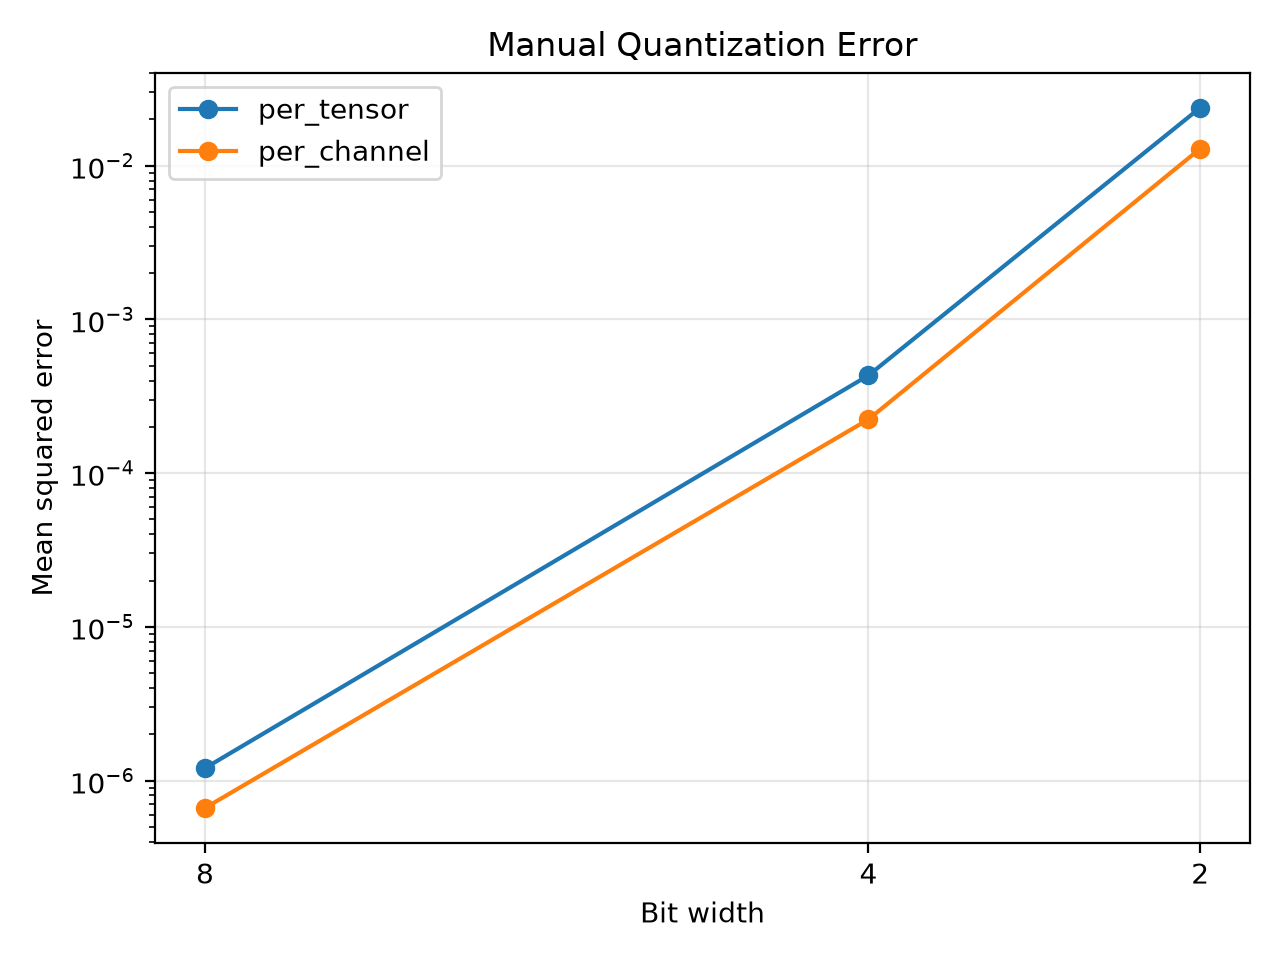 Manual Quantization Error
per_tensor
per_channel
10⁻²
10⁻³
10⁻⁴
10⁻⁵
10⁻⁶
Mean squared error
8 4 2
Bit width